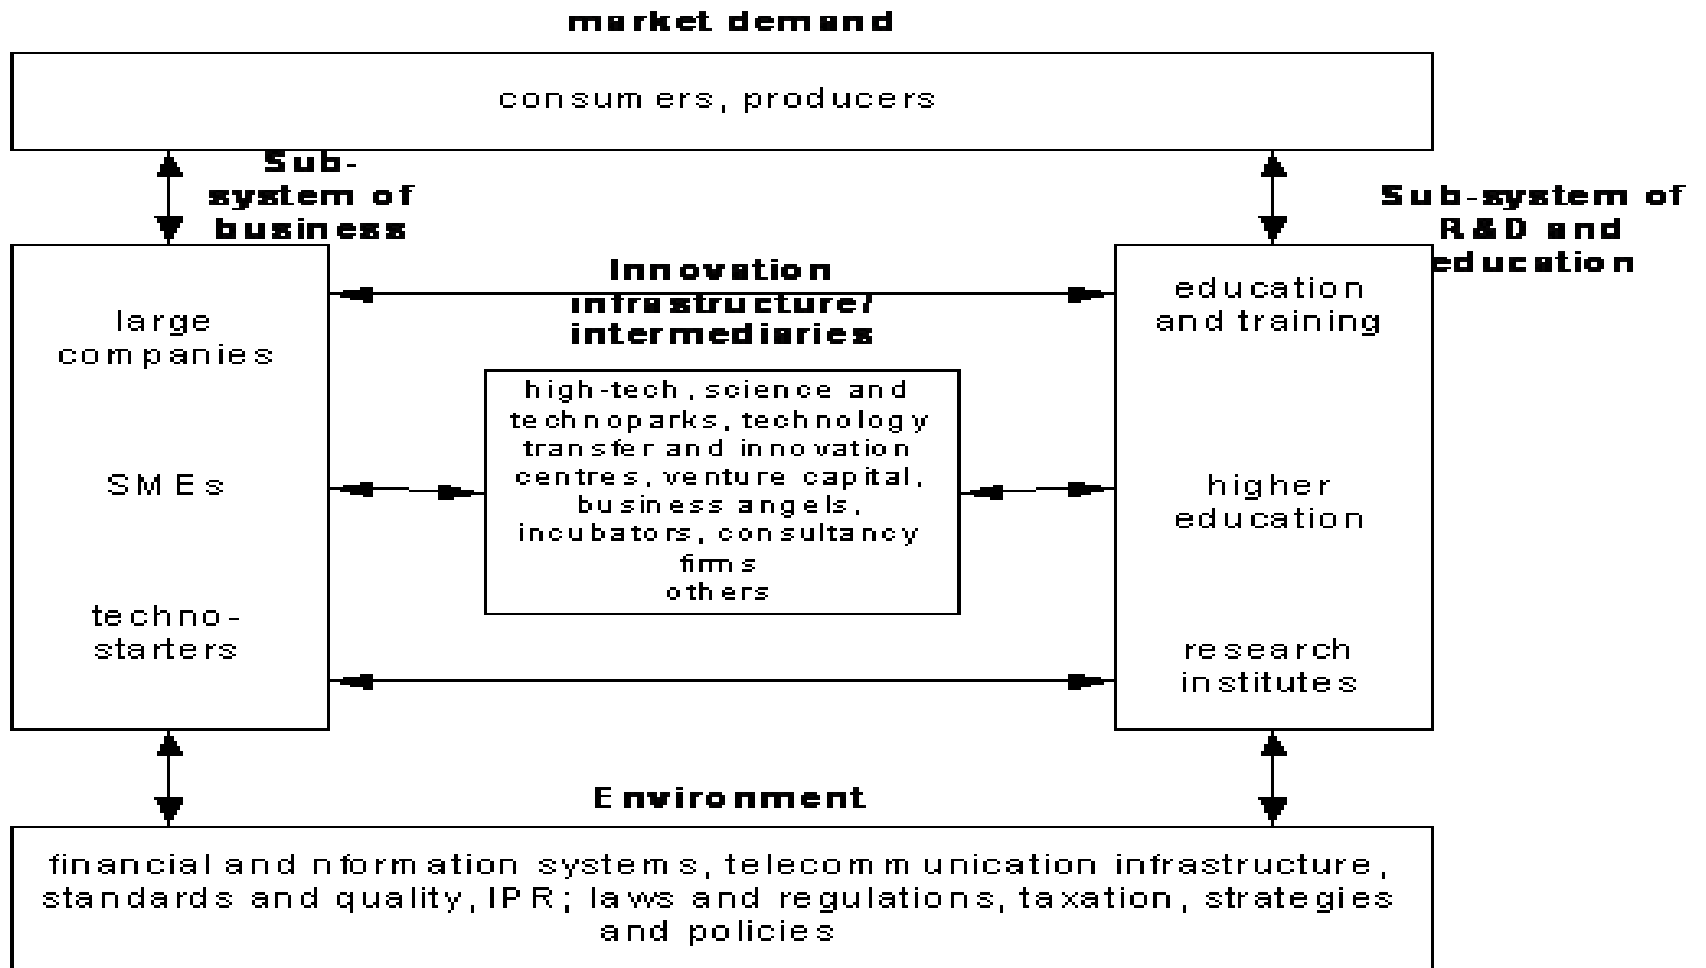 market demand
consumers, producers
Sub-
system of
business
Sub-system of
R&D and
education
Innovation
infrastructure/
intermediaries
large
companies
SMEs
techno-
starters
high-tech, science and
technoparks, technology
transfer and innovation
centres, venture capital,
business angels,
incubators, consultancy
firms
others
education
and training
higher
education
research
institutes
Environment
financial and nformation systems, telecommunication infrastructure,
standards and quality, IPR; laws and regulations, taxation, strategies
and policies